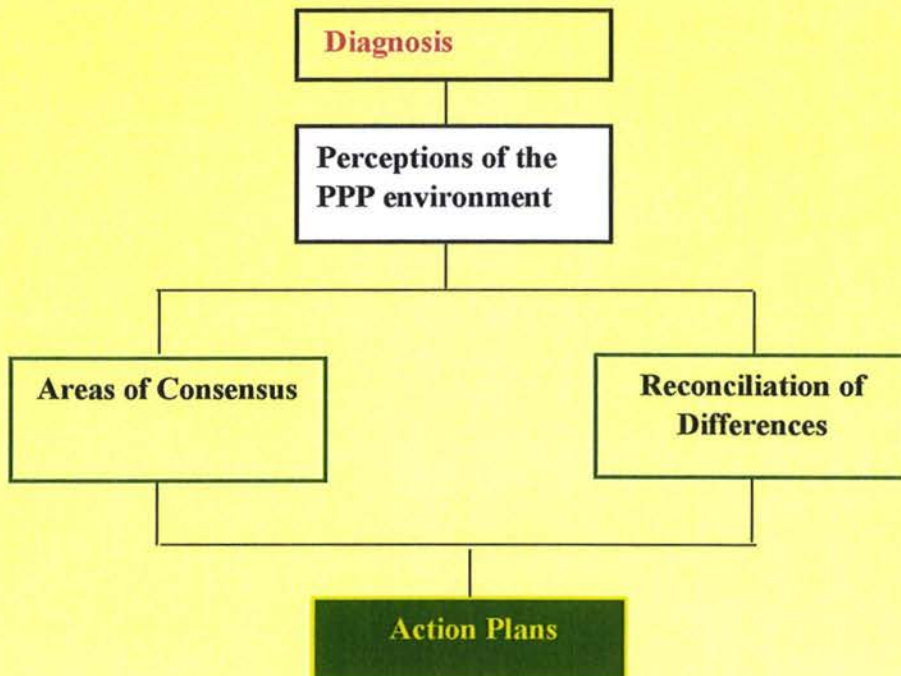 Diagnosis
Perceptions of the
PPP environment
Areas of Consensus
Reconciliation of
Differences
Action Plans